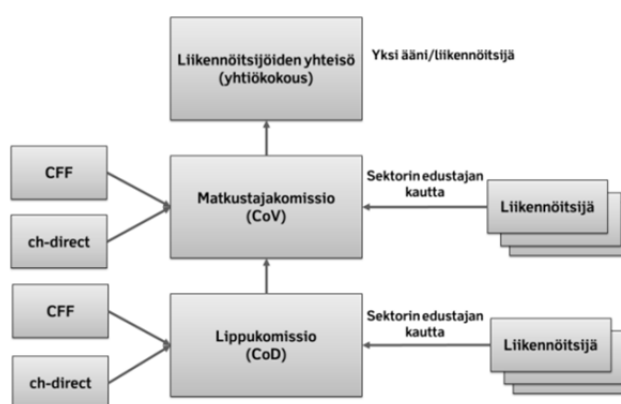 Liikennöitsijöiden yhteisö
(yhtiökokous)
Yksi ääni/liikennöitsijä
CFF
ch-direct
Matkustajakomissio
(CoV)
Sektorin edustajan
kautta
Liikennöitsijä
CFF
ch-direct
Lippukomissio
(CoD)
Sektorin edustajan
kautta
Liikennöitsijä